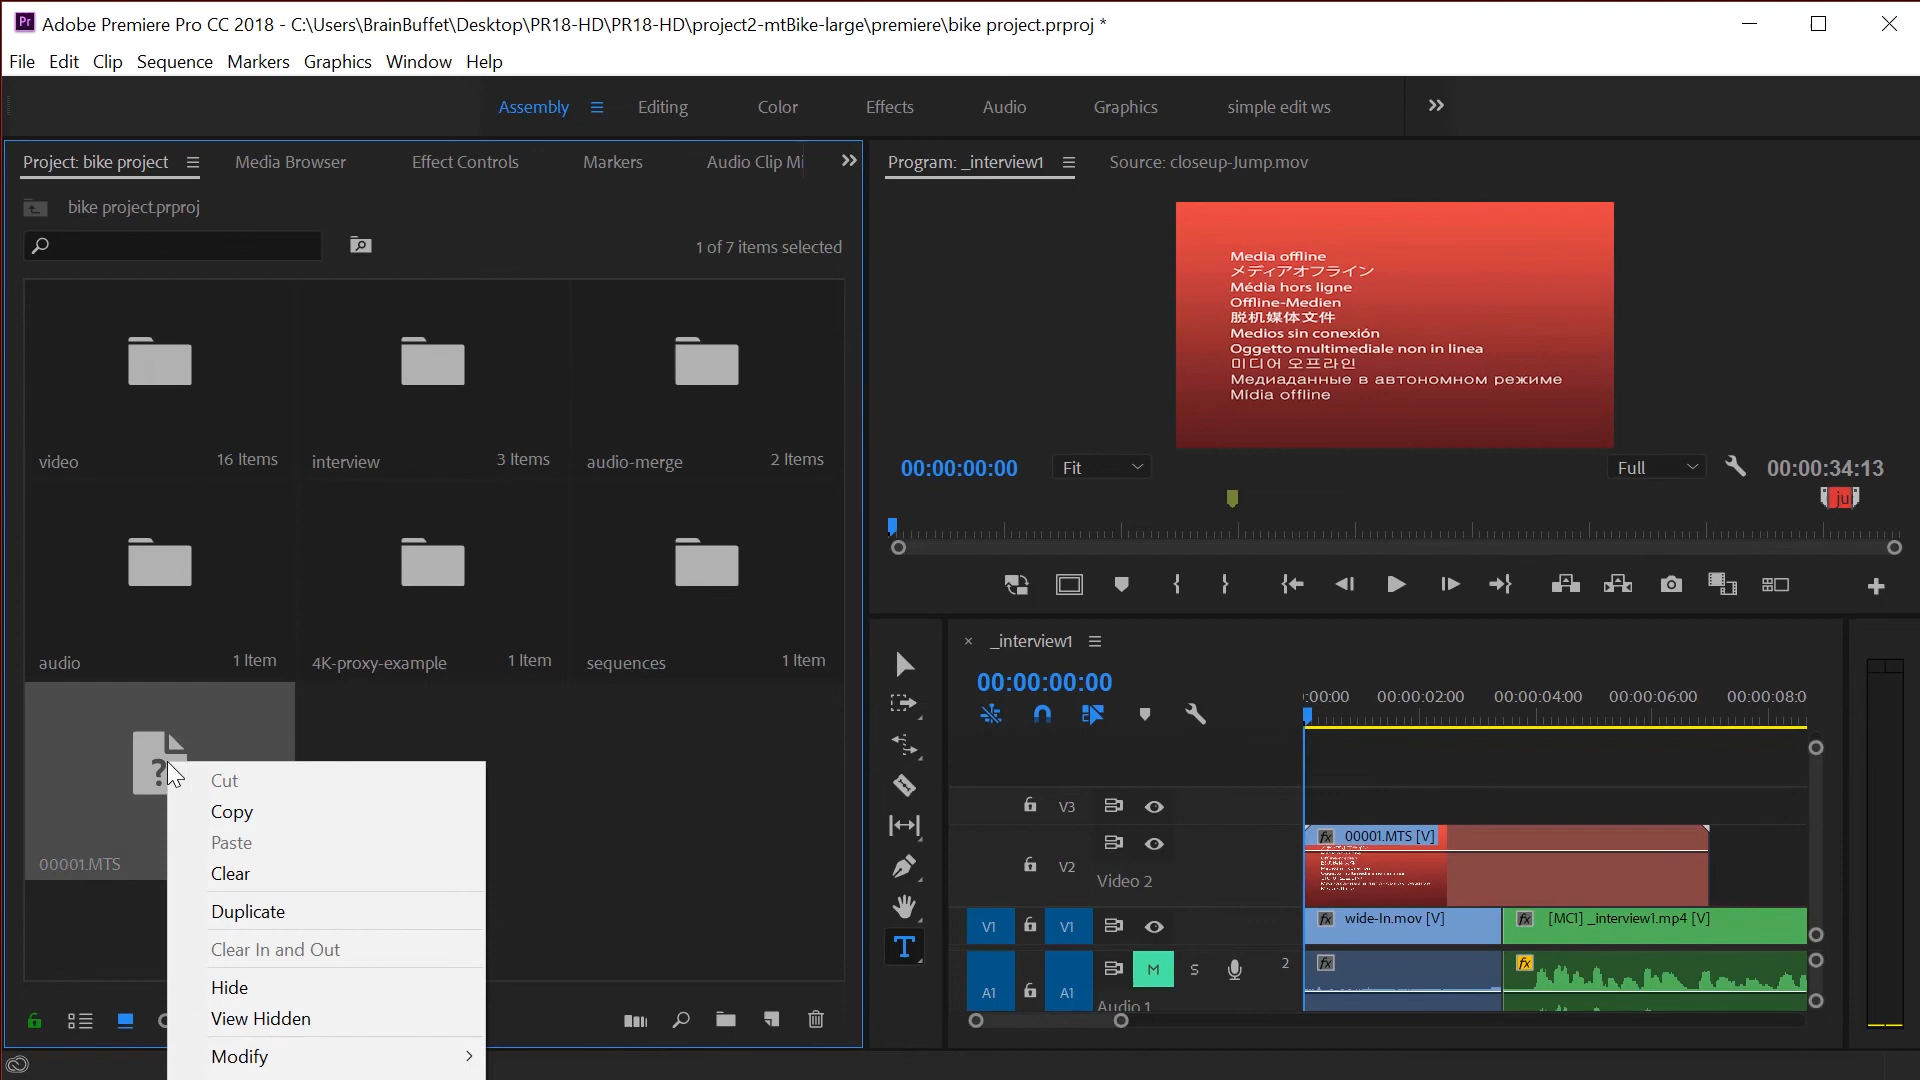 Pr Adobe Premiere Pro CC 2018 - C:\Users\BrainBuffet\Desktop\PR18-HD\PR18-HD\project2-mtBike-large\premiere\bike project.prproj *
File Edit Clip Sequence Markers Graphics Window Help
Assembly Editing Color Effects Audio Graphics simple edit ws
Project: bike project Media Browser Effect Controls Markers Audio Clip Mi
bike project.prproj
1 of 7 items selected
video 16 Items interview 3 Items audio-merge 2 Items
audio 1 Item 4K-proxy-example 1 Item sequences 1 Item
?
00001.MTS
Cut
Copy
Paste
Clear
Duplicate
Clear In and Out
Hide
View Hidden
Modify
Program: _interview1 Source: closeup-Jump.mov
Media offline
メディアオフライン
Média hors ligne
Offline-Medien
脱机媒体文件
Medios sin conexión
Oggetto multimediale non in linea
미디어 오프라인
Медиаданные в автономном режиме
Mídia offline
00:00:00:00 Fit Full 00:00:34:13
ju
× _interview1
00:00:00:00
:00:00 00:00:02:00 00:00:04:00 00:00:06:00 00:00:08:0
V3
fx 00001.MTS [V]
V2 Video 2
V1 V1 fx wide-In.mov [V] fx [MC1] _interview1.mp4 [V]
M S 2 fx fx
A1 A1 Audio 1
T